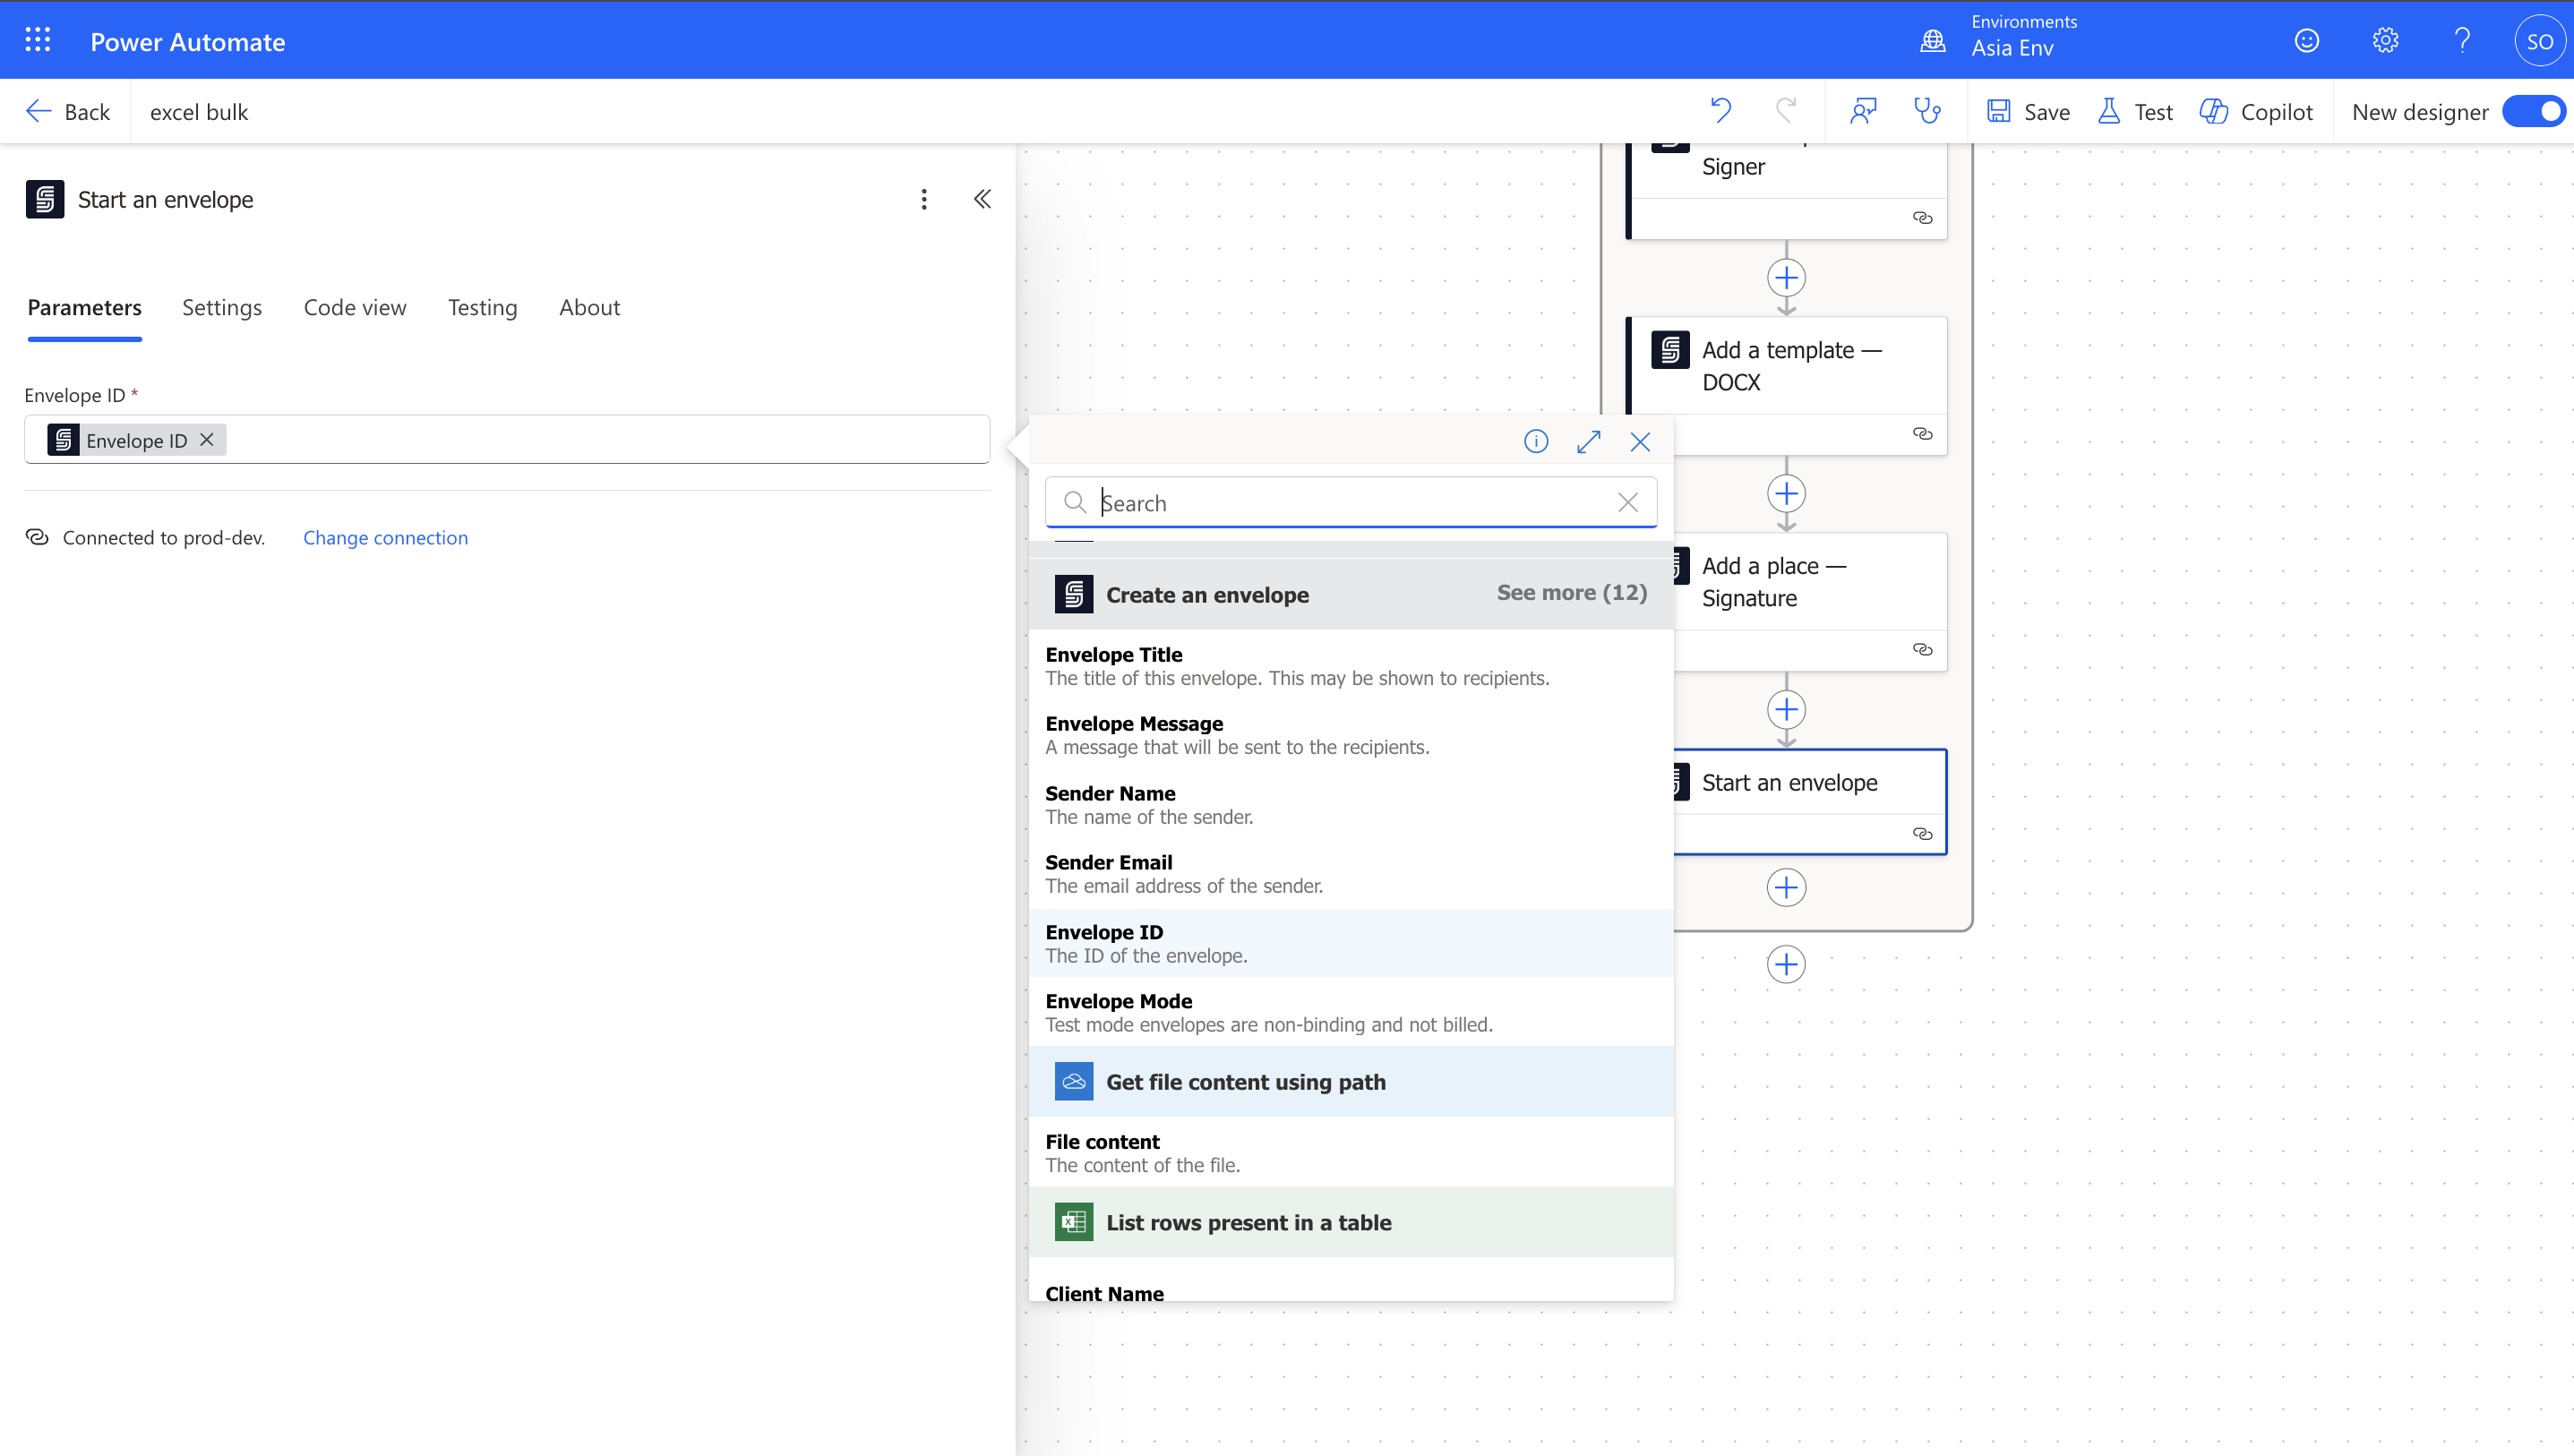 Power Automate
Environments
Asia Env
SO
Back
excel bulk
Save
Test
Copilot
New designer
Start an envelope
Parameters
Settings
Code view
Testing
About
Envelope ID *
Envelope ID
Connected to prod-dev.
Change connection
Search
Create an envelope
See more (12)
Envelope Title
The title of this envelope. This may be shown to recipients.
Envelope Message
A message that will be sent to the recipients.
Sender Name
The name of the sender.
Sender Email
The email address of the sender.
Envelope ID
The ID of the envelope.
Envelope Mode
Test mode envelopes are non-binding and not billed.
Get file content using path
File content
The content of the file.
List rows present in a table
Client Name
Signer
Add a template —
DOCX
Add a place —
Signature
Start an envelope